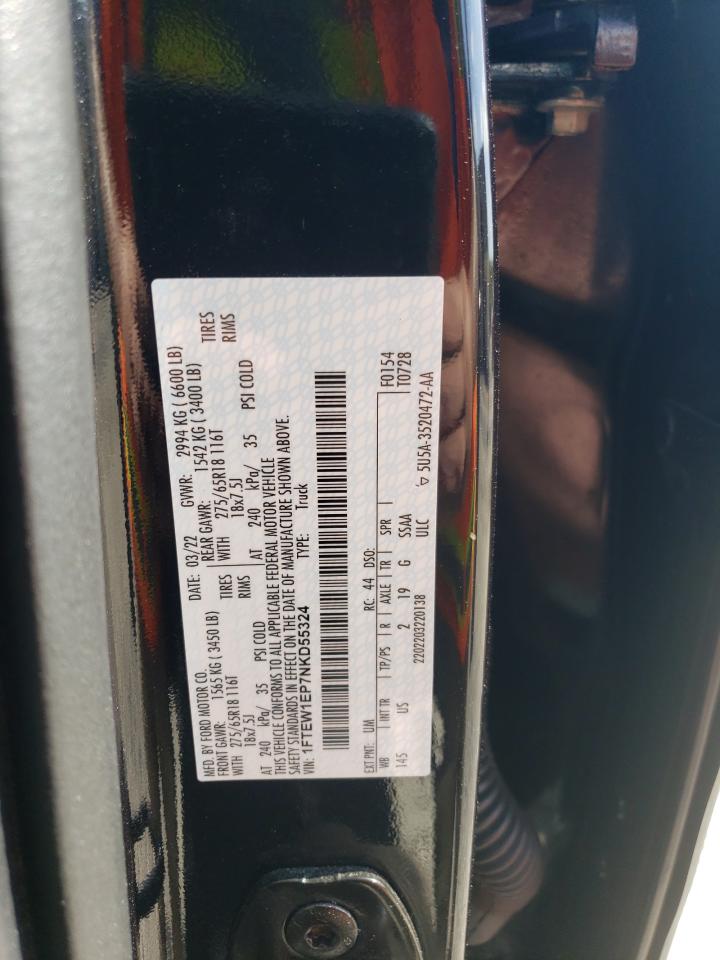 MFD. BY FORD MOTOR CO.
DATE: 03/22 GVWR: 2994 KG ( 6600 LB)
FRONT GAWR: 1565 KG ( 3450 LB) REAR GAWR: 1542 KG ( 3400 LB)
WITH 275/65R18 116T TIRES WITH 275/65R18 116T TIRES
18x7.5J RIMS 18x7.5J RIMS
AT 240 kPa/ 35 PSI COLD AT 240 kPa/ 35 PSI COLD
THIS VEHICLE CONFORMS TO ALL APPLICABLE FEDERAL MOTOR VEHICLE
SAFETY STANDARDS IN EFFECT ON THE DATE OF MANUFACTURE SHOWN ABOVE.
VIN: 1FTEW1EP7NKD55324 TYPE: Truck
EXT PNT: UM RC: 44 DSO: F0154
T0728
WB INT TR TP/PS R AXLE TR SPR
145 US 2 19 G SSAA
2202203220138 ULC 5U5A-3520472-AA